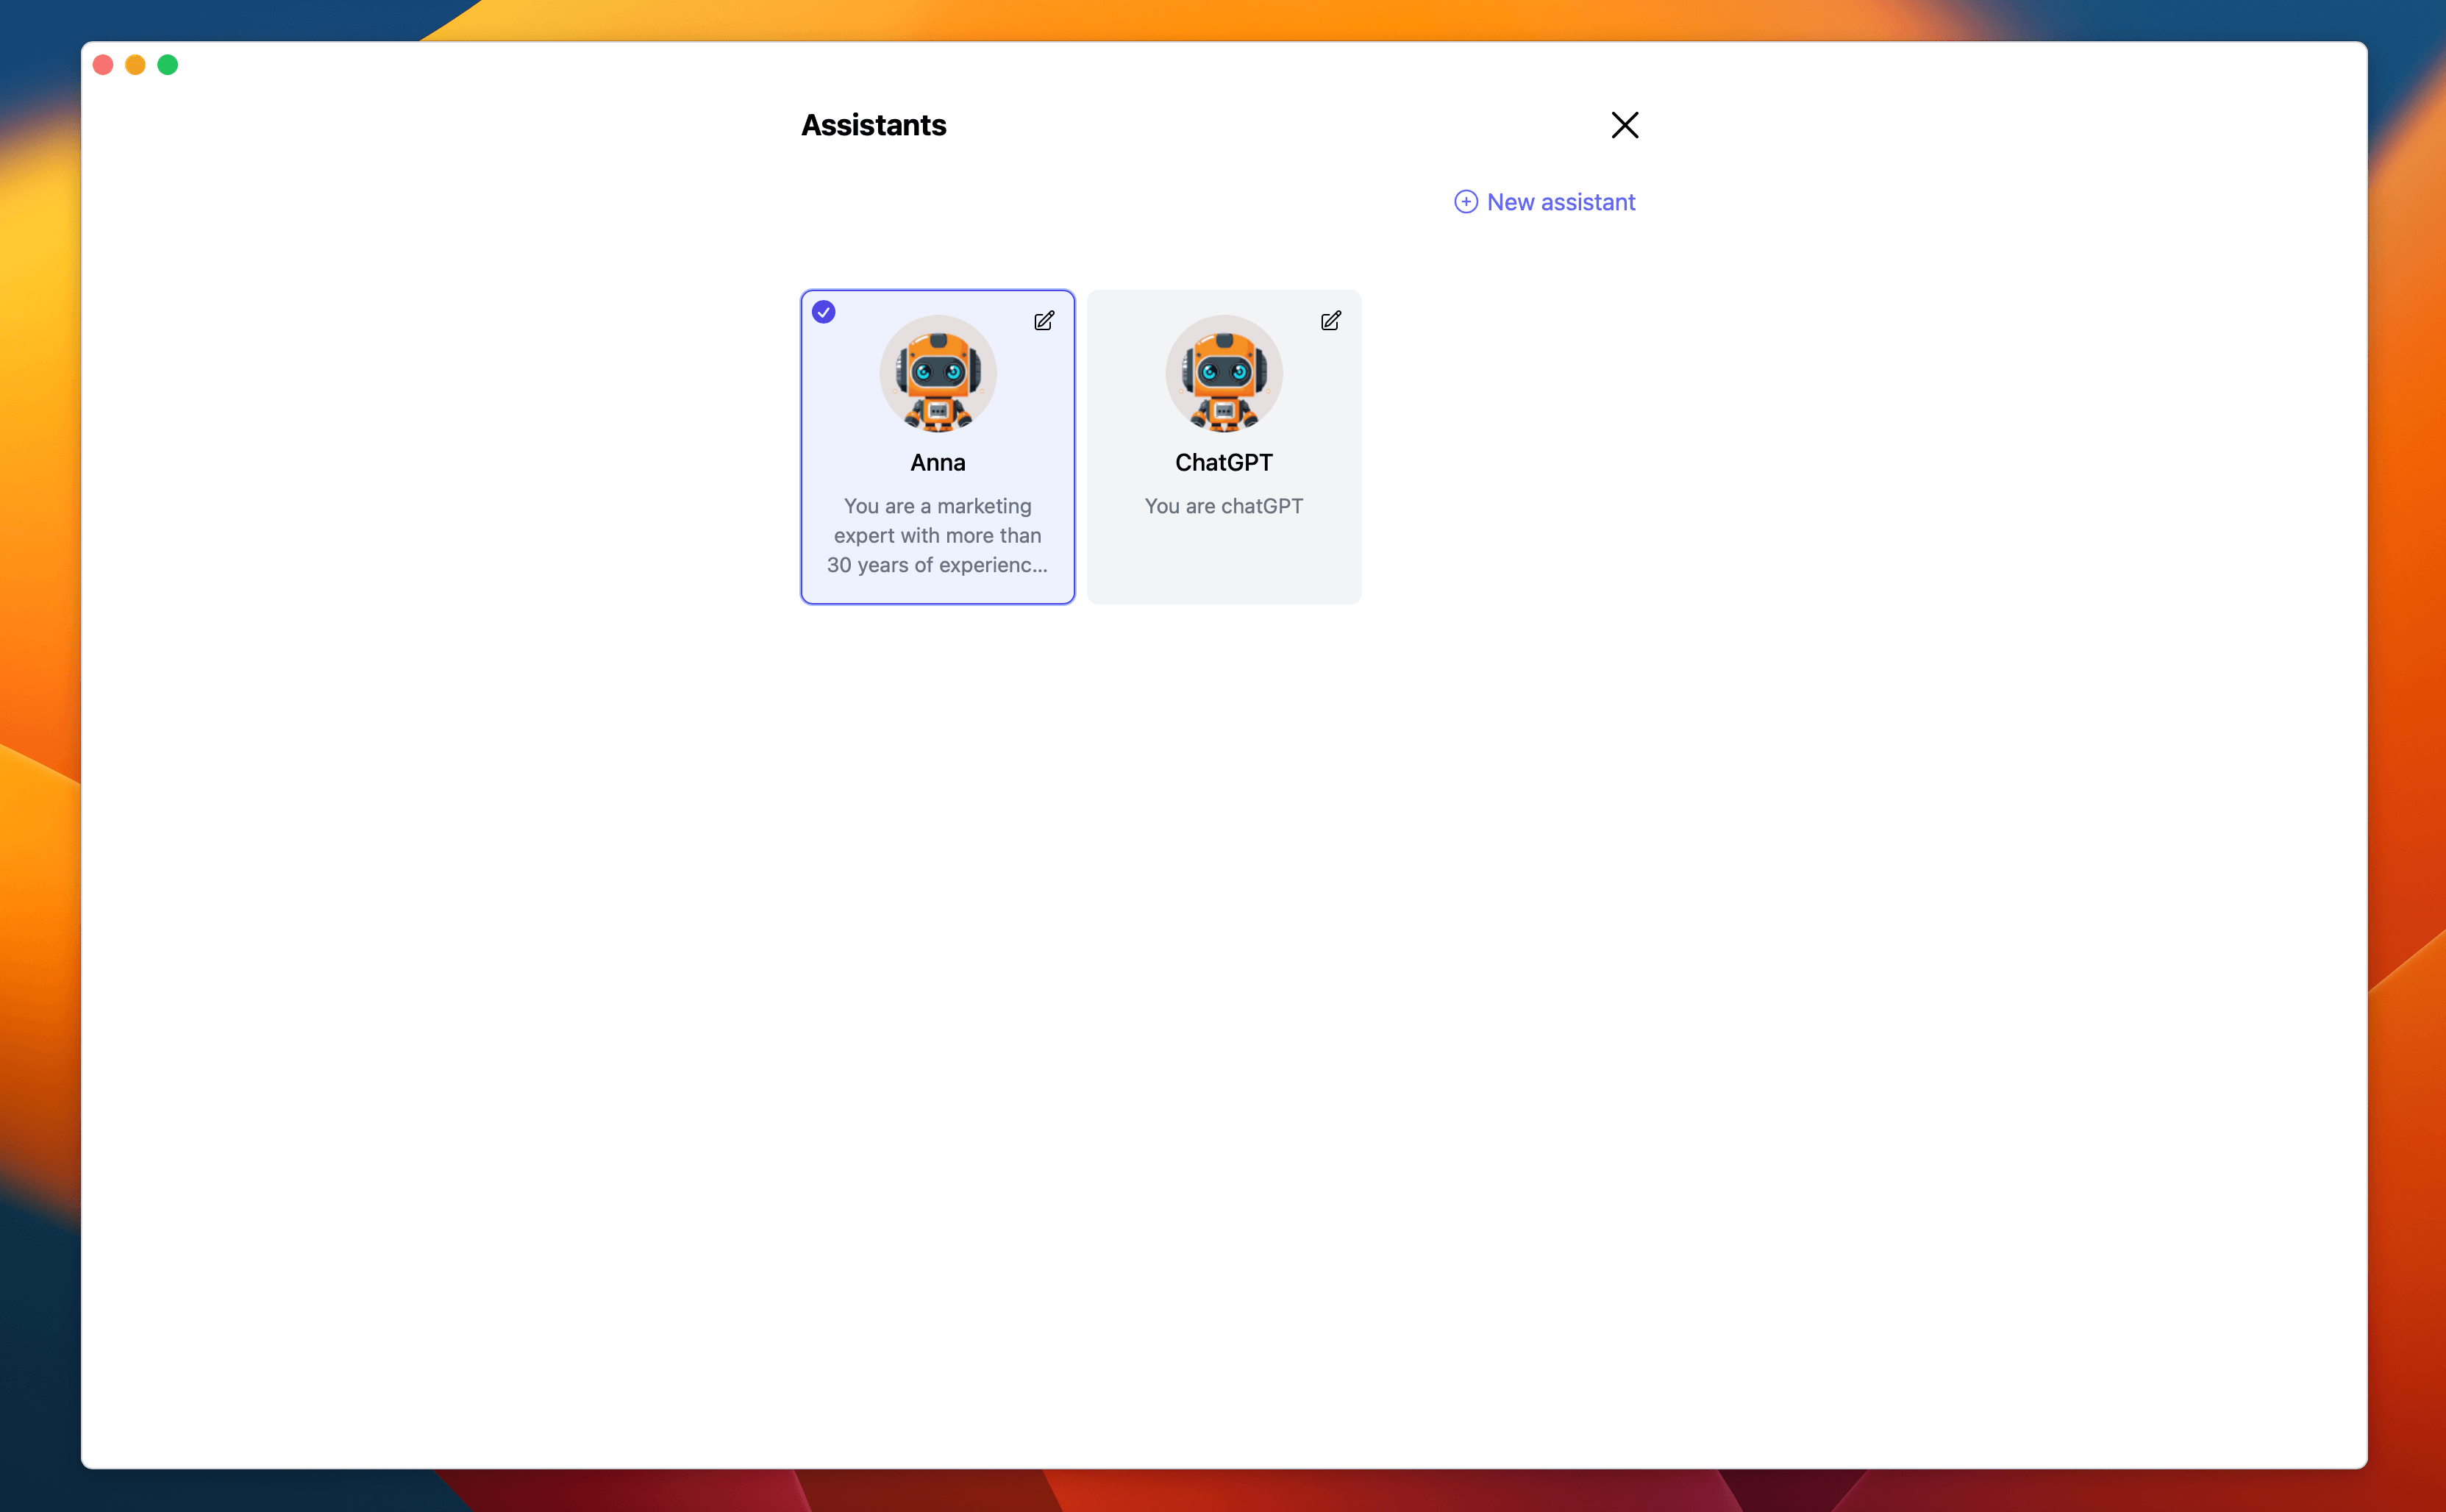 Assistants
New assistant
Anna
You are a marketing
expert with more than
30 years of experienc...
ChatGPT
You are chatGPT